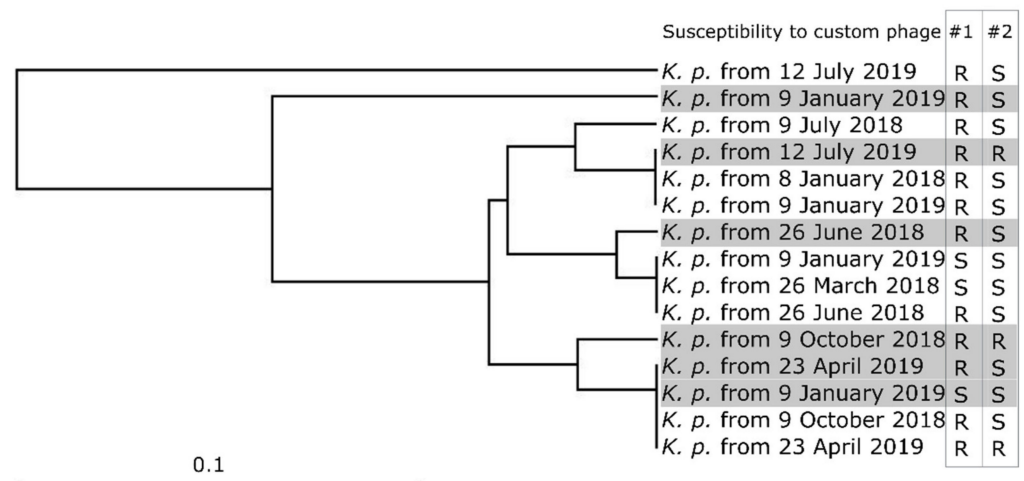 Susceptibility to custom phage #1 #2
K. p. from 12 July 2019 R S
K. p. from 9 January 2019 R S
K. p. from 9 July 2018 R S
K. p. from 12 July 2019 R R
K. p. from 8 January 2018 R S
K. p. from 9 January 2019 R S
K. p. from 26 June 2018 R S
K. p. from 9 January 2019 S S
K. p. from 26 March 2018 S S
K. p. from 26 June 2018 R S
K. p. from 9 October 2018 R R
K. p. from 23 April 2019 R S
K. p. from 9 January 2019 S S
K. p. from 9 October 2018 R S
K. p. from 23 April 2019 R R
0.1